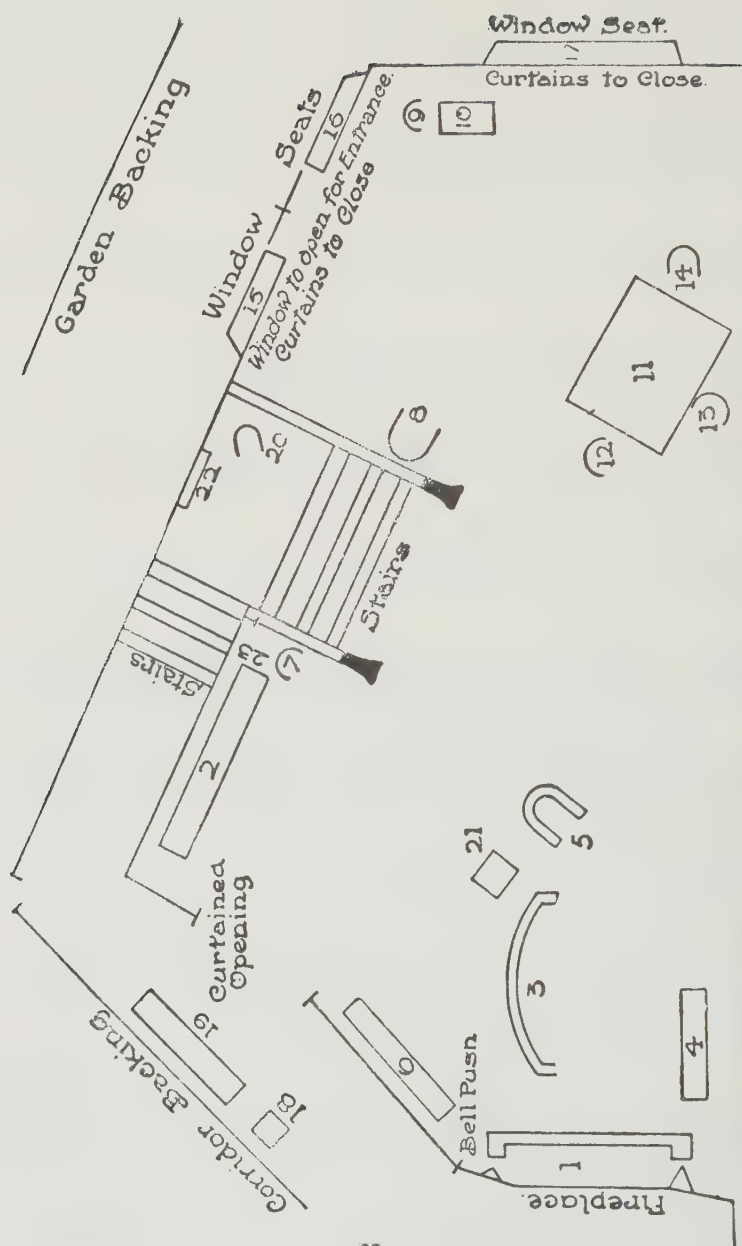 Garden Backing
Window Seat.
17
Curtains to Close.
Window Seats
15
16
Window to open for Entrance.
Curtains to Close
9
10
14
11
12
13
8
20
22
Stairs
Stairs
23
7
2
Curtained
Opening
21
5
3
4
19
18
Corridor Backing
6
Bell Push
1
Fireplace.